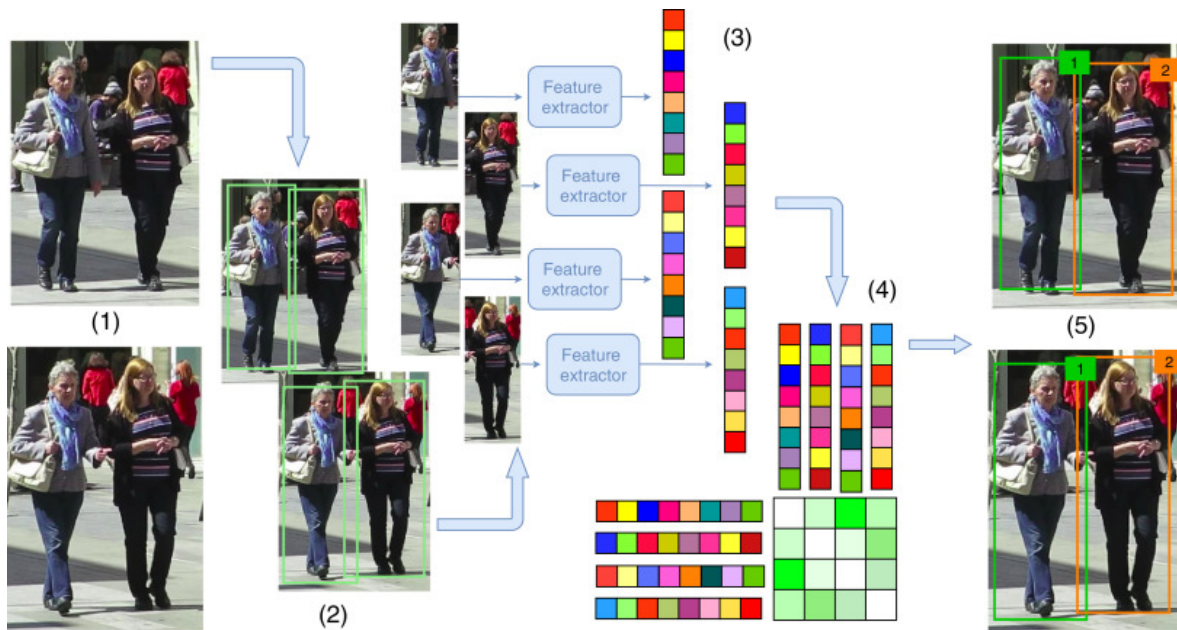 (1)
(2)
Feature
extractor
Feature
extractor
Feature
extractor
Feature
extractor
(3)
(4)
1
2
(5)
1
2